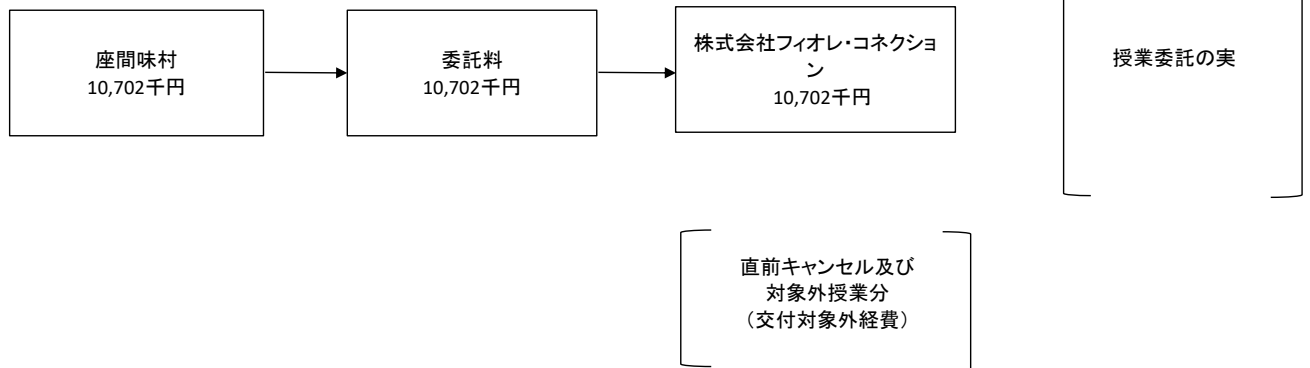 座間味村
10,702千円
委託料
10,702千円
株式会社フィオレ・コネクショ
ン
10,702千円
授業委託の実
直前キャンセル及び
対象外授業分
（交付対象外経費）